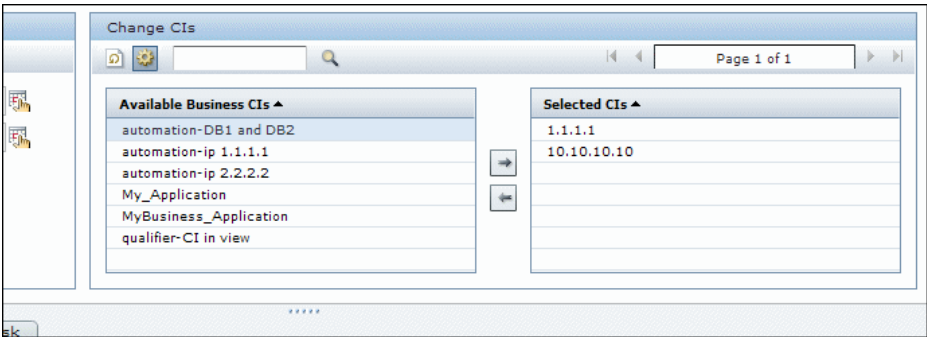 Change CIs
Page 1 of 1
Available Business CIs
automation-DB1 and DB2
automation-ip 1.1.1.1
automation-ip 2.2.2.2
My_Application
MyBusiness_Application
qualifier-CI in view
Selected CIs
1.1.1.1
10.10.10.10
sk